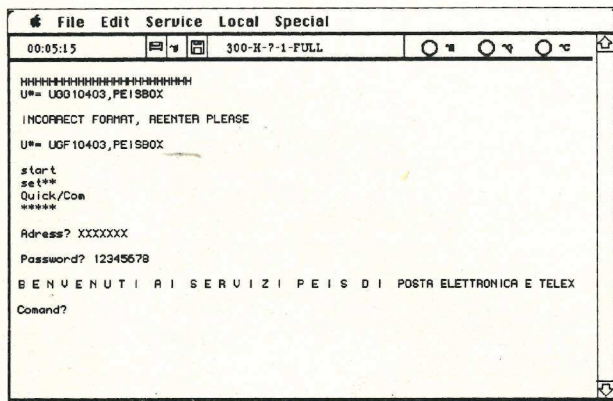 File Edit Service Local Special
00:05:15 300-H-7-1-FULL
HHHHHHHHHHHHHHHHHHHHHHHH
U*= UGG10403,PEISBOX
INCORRECT FORMAT, REENTER PLEASE
U*= UGF10403,PEISBOX
start
set**
Quick/Com
*****
Adress? XXXXXXX
Password? 12345678
B E N V E N U T I A I S E R V I Z I P E I S D I POSTA ELETTRONICA E TELEX
Comand?